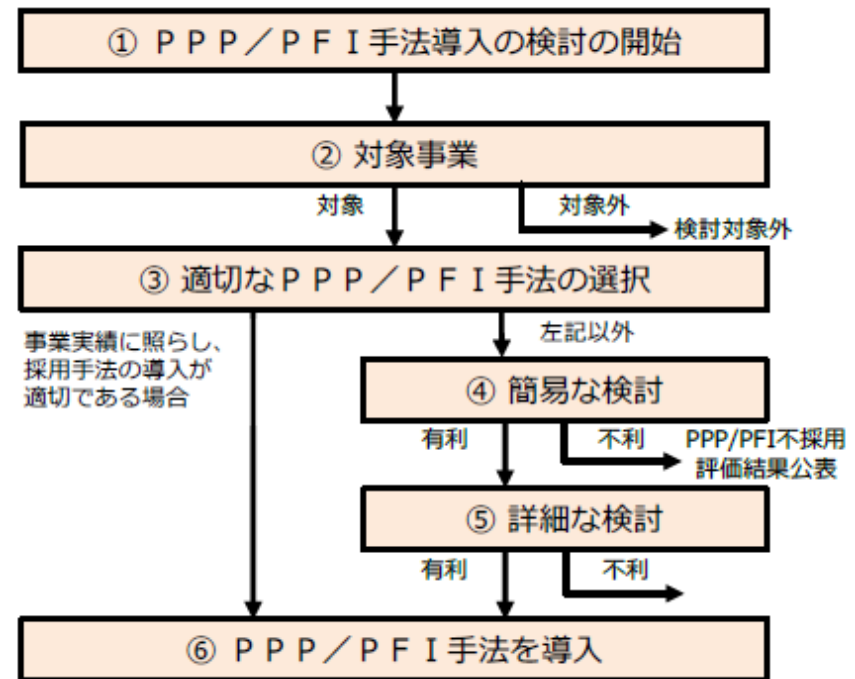 ① ＰＰＰ／ＰＦＩ手法導入の検討の開始
② 対象事業
対象
対象外
検討対象外
③ 適切なＰＰＰ／ＰＦＩ手法の選択
事業実績に照らし、
採用手法の導入が
適切である場合
左記以外
④ 簡易な検討
有利
不利
PPP/PFI不採用
評価結果公表
⑤ 詳細な検討
有利
不利
⑥ ＰＰＰ／ＰＦＩ手法を導入